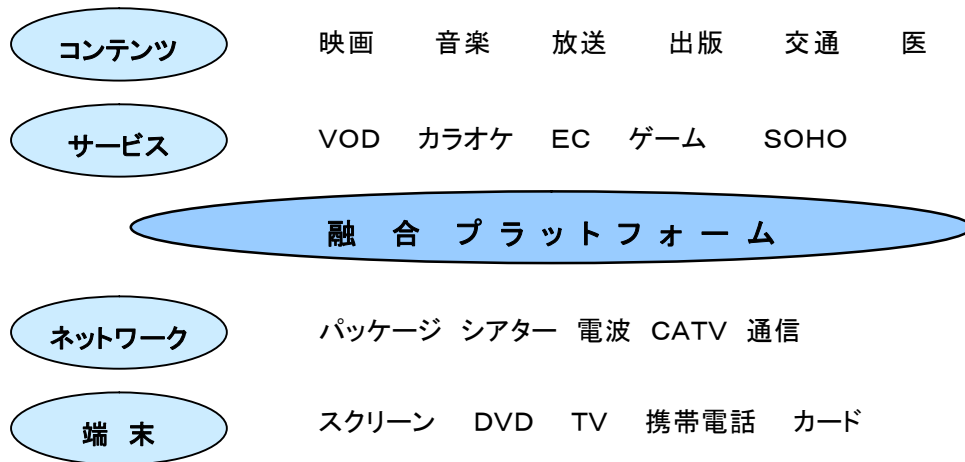 コンテンツ 映画 音楽 放送 出版 交通 医
サービス VOD カラオケ EC ゲーム SOHO
融 合 プ ラ ッ ト フ ォ ー ム
ネットワーク パッケージ シアター 電波 CATV 通信
端 末 スクリーン DVD TV 携帯電話 カード